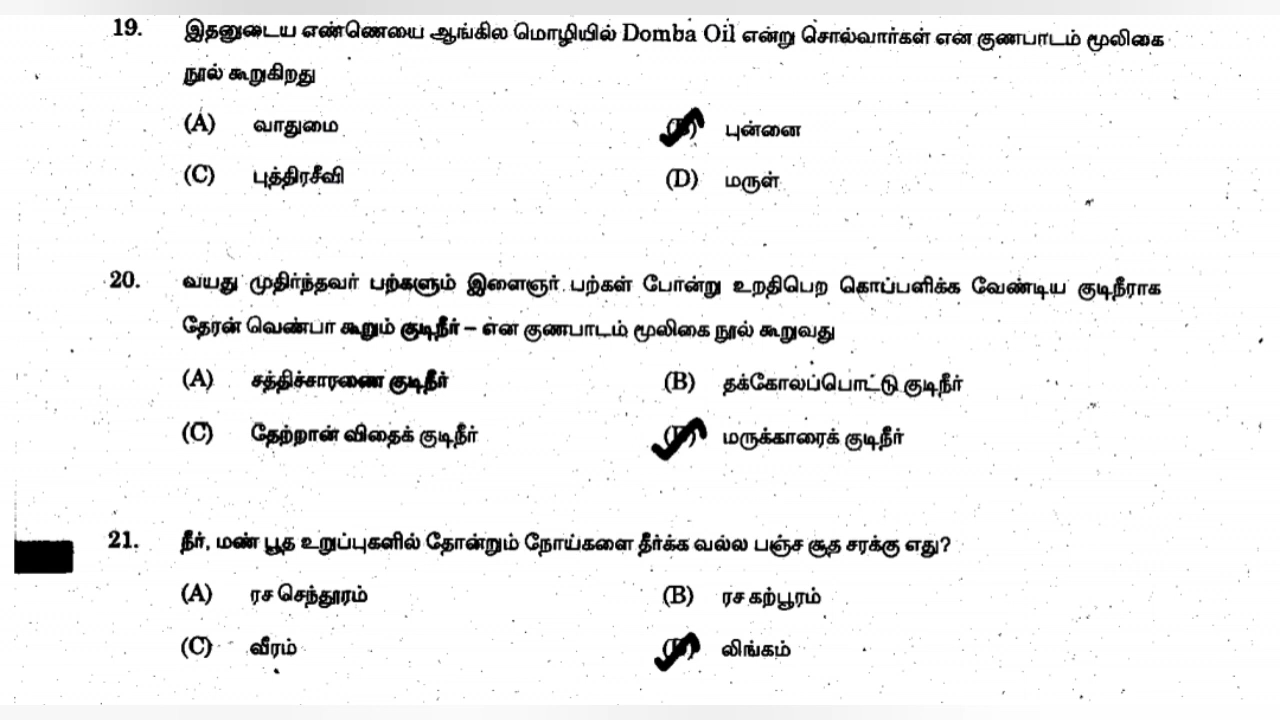 19. இதனுடைய எண்ணெயை ஆங்கில மொழியில் Domba Oil என்று சொல்வார்கள் என குணபாடம் மூலிகை
நூல் கூறுகிறது
(A) வாதுமை (B) புன்னை
(C) புத்திரசீவி (D) மருள்
20. வயது முதிர்ந்தவர் பற்களும் இளைஞர் பற்கள் போன்று உறதிபெற கொப்பளிக்க வேண்டிய குடிநீராக
தேரன் வெண்பா கூறும் குடிநீர் – என குணபாடம் மூலிகை நூல் கூறுவது
(A) சத்திச்சாரணை குடிநீர் (B) தக்கோலப்பொட்டு குடிநீர்
(C) தேற்றான் விதைக் குடிநீர் (D) மருக்காரைக் குடிநீர்
21. நீர், மண் பூத உறுப்புகளில் தோன்றும் நோய்களை தீர்க்க வல்ல பஞ்ச சூத சரக்கு எது?
(A) ரச செந்தூரம் (B) ரச கற்பூரம்
(C) வீரம் (D) லிங்கம்